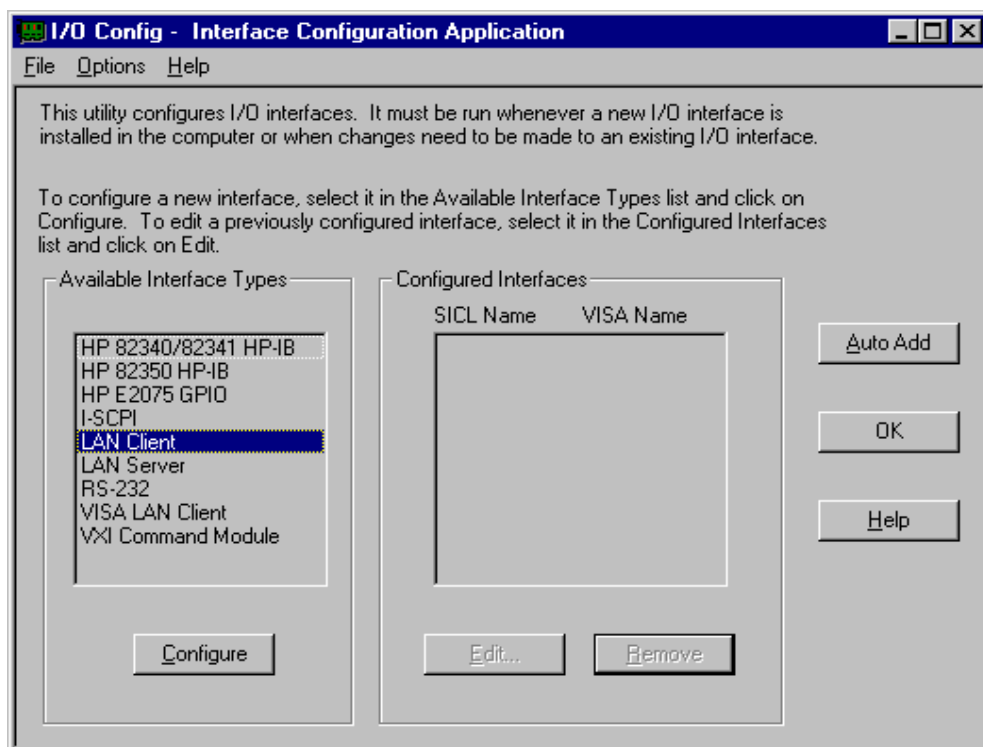 I/O Config - Interface Configuration Application
File Options Help
This utility configures I/O interfaces. It must be run whenever a new I/O interface is
installed in the computer or when changes need to be made to an existing I/O interface.
To configure a new interface, select it in the Available Interface Types list and click on
Configure. To edit a previously configured interface, select it in the Configured Interfaces
list and click on Edit.
Available Interface Types
HP 82340/82341 HP-IB
HP 82350 HP-IB
HP E2075 GPIO
I-SCPI
LAN Client
LAN Server
RS-232
VISA LAN Client
VXI Command Module
Configure
Configured Interfaces
SICL Name VISA Name
Edit...
Remove
Auto Add
OK
Help